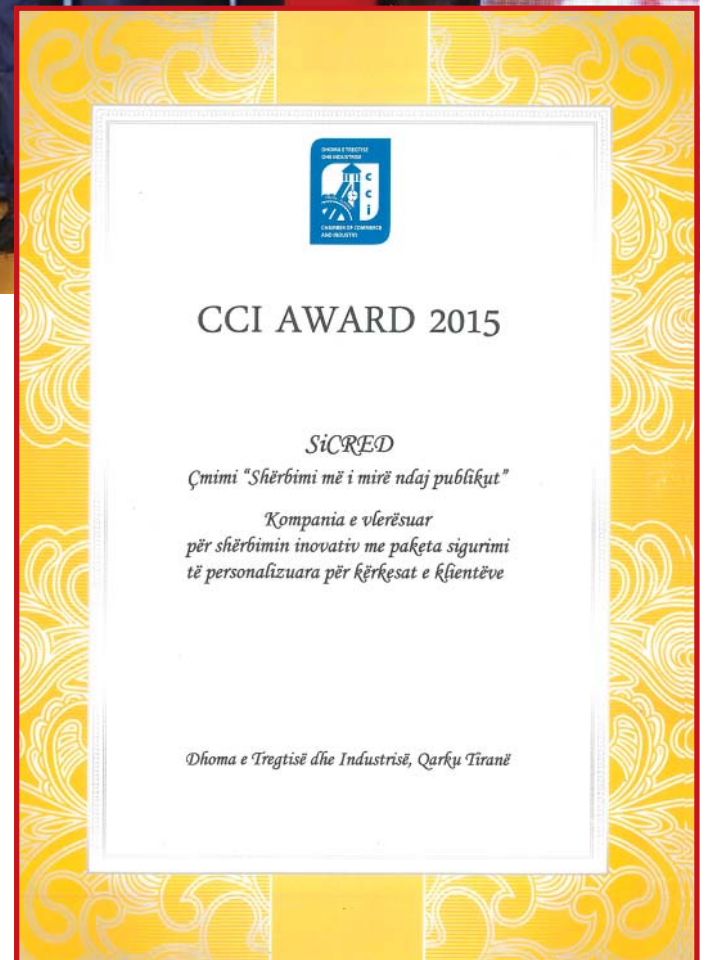 DHOMA E TREGTISË
DHE INDUSTRISË
c
c
i
CHAMBER OF COMMERCE
AND INDUSTRY
CCI AWARD 2015
SiCRED
Çmimi “Shërbimi më i mirë ndaj publikut”
Kompania e vlerësuar
për shërbimin inovativ me paketa sigurimi
të personalizuara për kërkesat e klientëve
Dhoma e Tregtisë dhe Industrisë, Qarku Tiranë